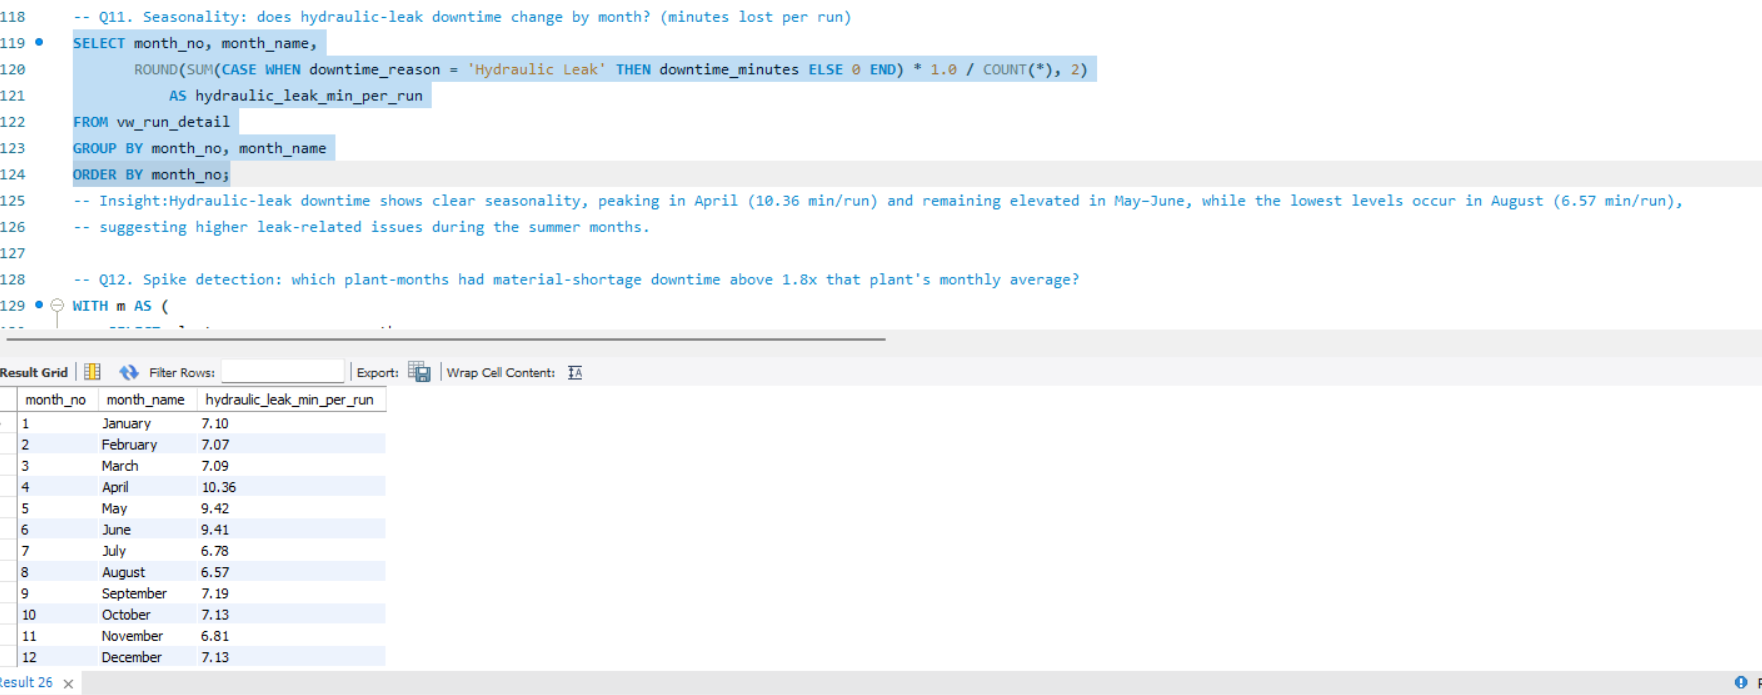 118 -- Q11. Seasonality: does hydraulic-leak downtime change by month? (minutes lost per run)
119 SELECT month_no, month_name,
120 ROUND(SUM(CASE WHEN downtime_reason = 'Hydraulic Leak' THEN downtime_minutes ELSE 0 END) * 1.0 / COUNT(*), 2)
121 AS hydraulic_leak_min_per_run
122 FROM vw_run_detail
123 GROUP BY month_no, month_name
124 ORDER BY month_no;
125 -- Insight:Hydraulic-leak downtime shows clear seasonality, peaking in April (10.36 min/run) and remaining elevated in May–June, while the lowest levels occur in August (6.57 min/run),
126 -- suggesting higher leak-related issues during the summer months.
127
128 -- Q12. Spike detection: which plant-months had material-shortage downtime above 1.8x that plant's monthly average?
129 WITH m AS (
Result Grid Filter Rows: Export: Wrap Cell Content:
month_no month_name hydraulic_leak_min_per_run
1 January 7.10
2 February 7.07
3 March 7.09
4 April 10.36
5 May 9.42
6 June 9.41
7 July 6.78
8 August 6.57
9 September 7.19
10 October 7.13
11 November 6.81
12 December 7.13
Result 26